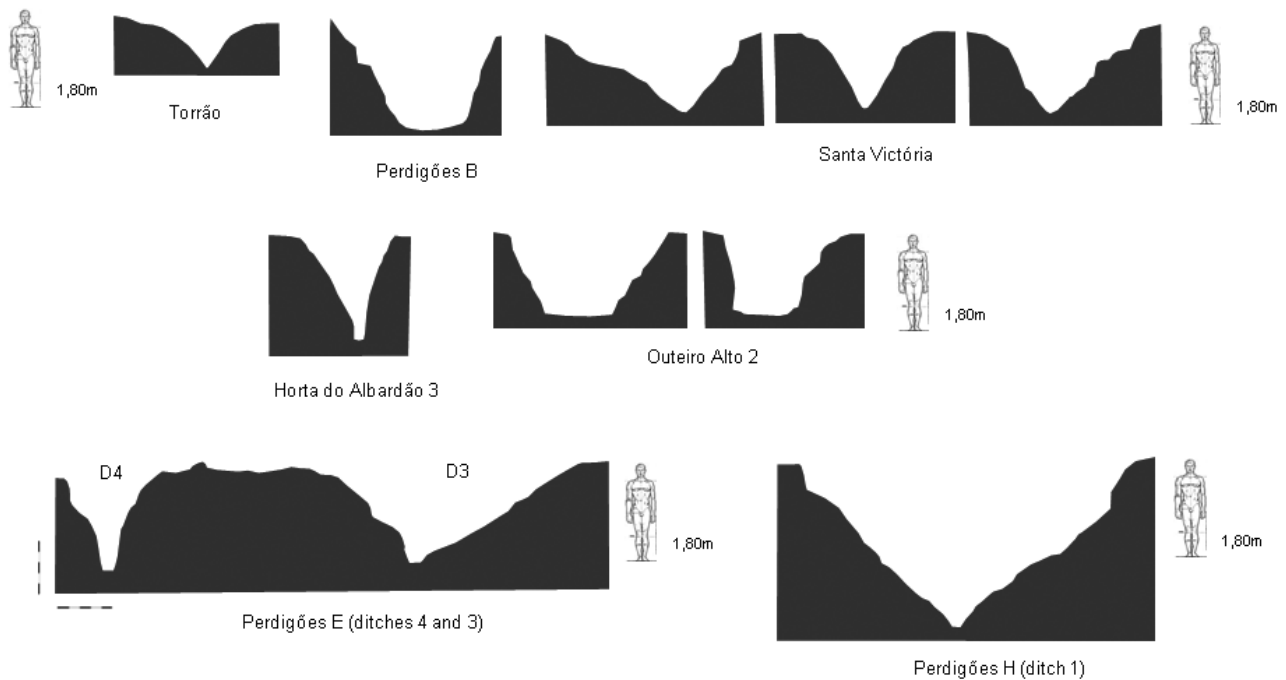 1,80m
Torrão
Perdigões B
Santa Victória
1,80m
Horta do Albardão 3
Outeiro Alto 2
1,80m
D4
D3
1,80m
Perdigões E (ditches 4 and 3)
1,80m
Perdigões H (ditch 1)